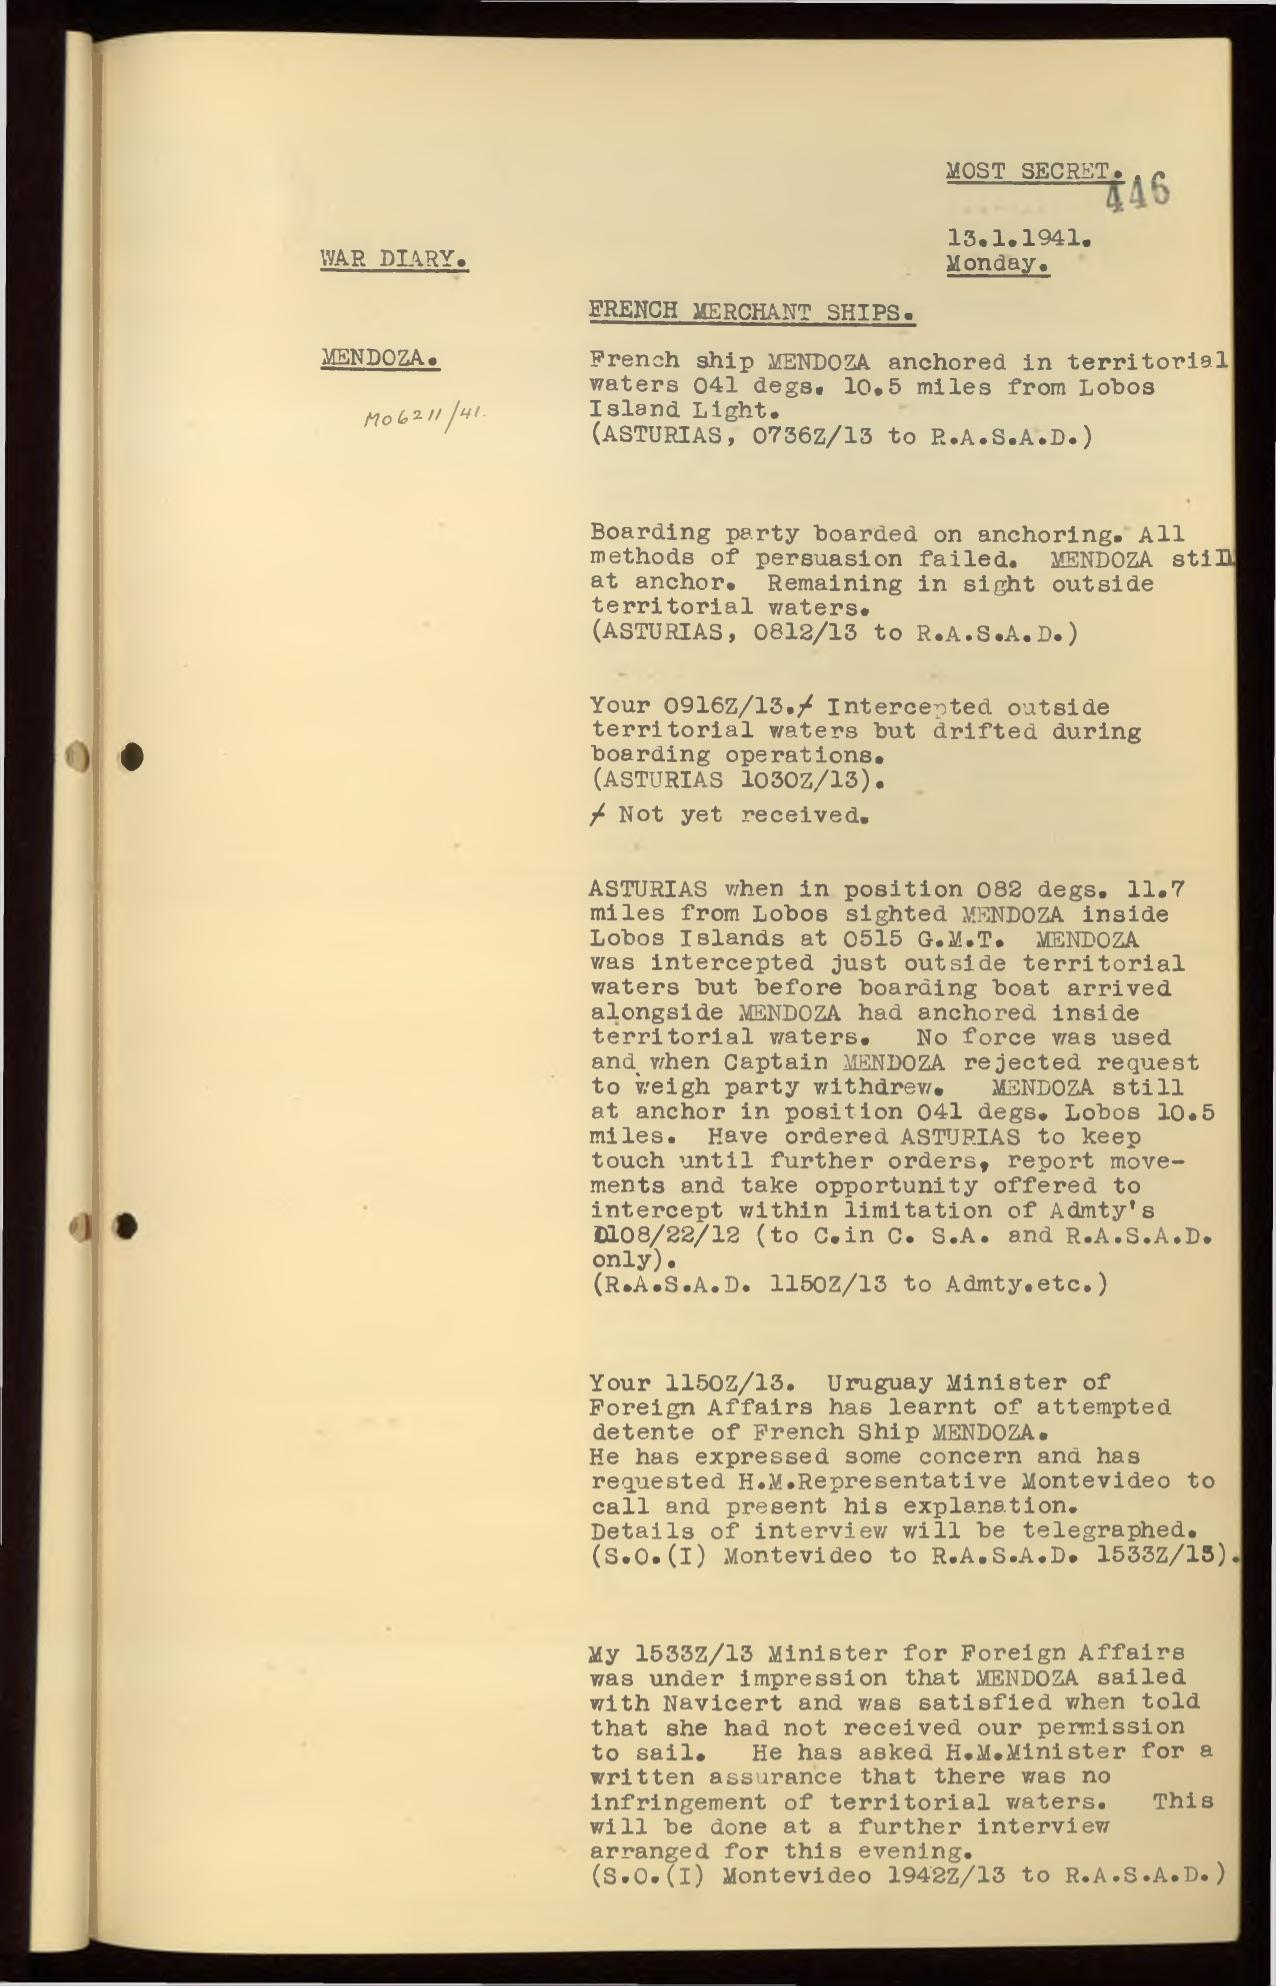 MOST SECRET.
446
13.1.1941.
Monday.
WAR DIARY.
FRENCH MERCHANT SHIPS.
MENDOZA.
M06211/41.
French ship MENDOZA anchored in territorial
waters 041 degs. 10.5 miles from Lobos
Island Light.
(ASTURIAS, 0736Z/13 to R.A.S.A.D.)
Boarding party boarded on anchoring. All
methods of persuasion failed. MENDOZA still
at anchor. Remaining in sight outside
territorial waters.
(ASTURIAS, 0812/13 to R.A.S.A.D.)
Your 0916Z/13.⌿ Intercepted outside
territorial waters but drifted during
boarding operations.
(ASTURIAS 1030Z/13).
⌿ Not yet received.
ASTURIAS when in position 082 degs. 11.7
miles from Lobos sighted MENDOZA inside
Lobos Islands at 0515 G.M.T. MENDOZA
was intercepted just outside territorial
waters but before boarding boat arrived
alongside MENDOZA had anchored inside
territorial waters. No force was used
and when Captain MENDOZA rejected request
to weigh party withdrew. MENDOZA still
at anchor in position 041 degs. Lobos 10.5
miles. Have ordered ASTURIAS to keep
touch until further orders, report move-
ments and take opportunity offered to
intercept within limitation of Admty's
0108/22/12 (to C.in C. S.A. and R.A.S.A.D.
only).
(R.A.S.A.D. 1150Z/13 to Admty.etc.)
Your 1150Z/13. Uruguay Minister of
Foreign Affairs has learnt of attempted
detente of French Ship MENDOZA.
He has expressed some concern and has
requested H.M.Representative Montevideo to
call and present his explanation.
Details of interview will be telegraphed.
(S.O.(I) Montevideo to R.A.S.A.D. 1533Z/13).
My 1533Z/13 Minister for Foreign Affairs
was under impression that MENDOZA sailed
with Navicert and was satisfied when told
that she had not received our permission
to sail. He has asked H.M.Minister for a
written assurance that there was no
infringement of territorial waters. This
will be done at a further interview
arranged for this evening.
(S.O.(I) Montevideo 1942Z/13 to R.A.S.A.D.)